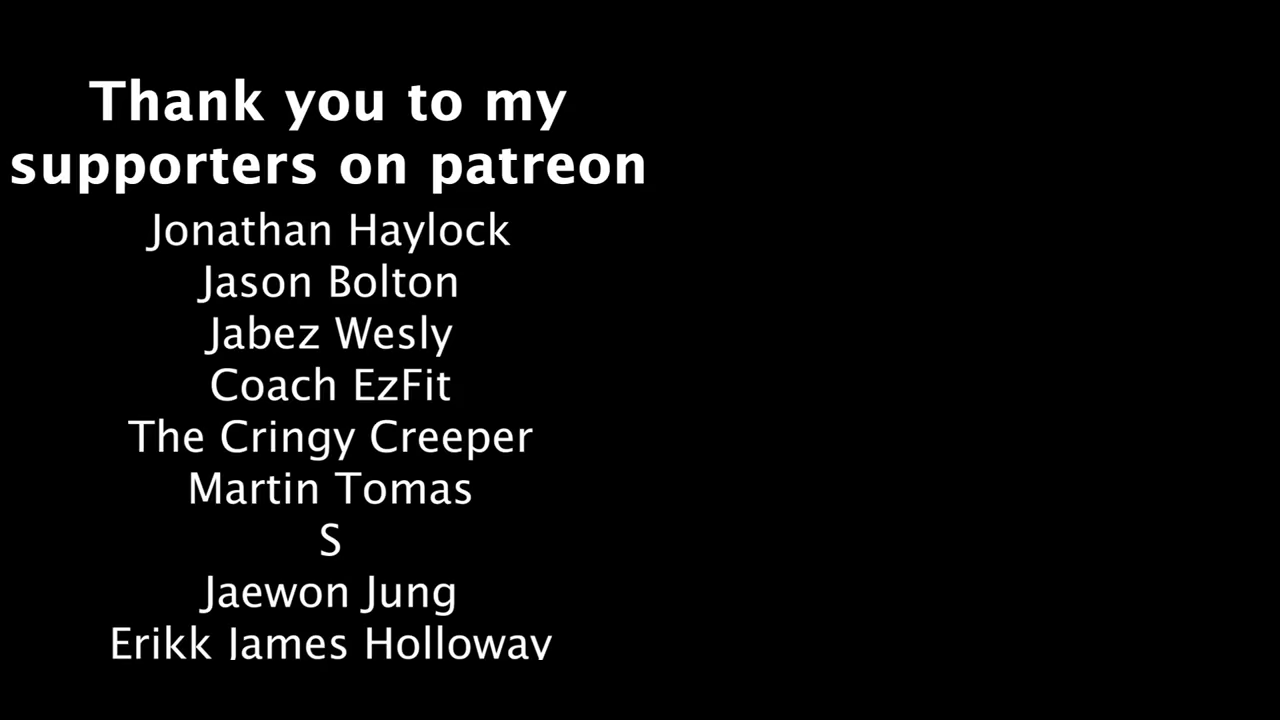 Thank you to my
supporters on patreon
Jonathan Haylock
Jason Bolton
Jabez Wesly
Coach EzFit
The Cringy Creeper
Martin Tomas
S
Jaewon Jung
Erikk James Holloway